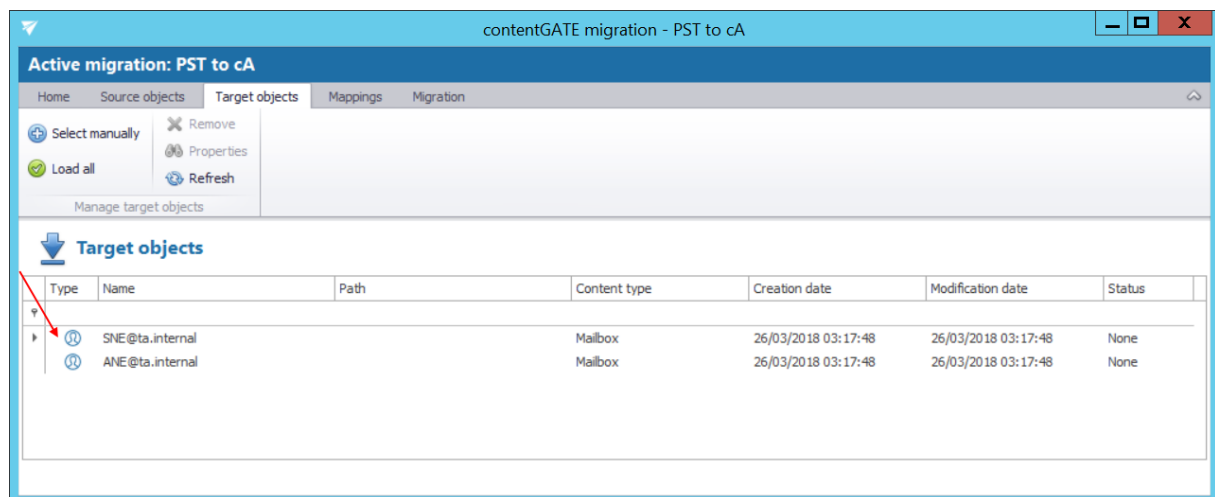 contentGATE migration - PST to cA
X
Active migration: PST to cA
Home Source objects Target objects Mappings Migration
Select manually
Load all
Remove
Properties
Refresh
Manage target objects
Target objects
Type Name Path Content type Creation date Modification date Status
SNE@ta.internal Mailbox 26/03/2018 03:17:48 26/03/2018 03:17:48 None
ANE@ta.internal Mailbox 26/03/2018 03:17:48 26/03/2018 03:17:48 None